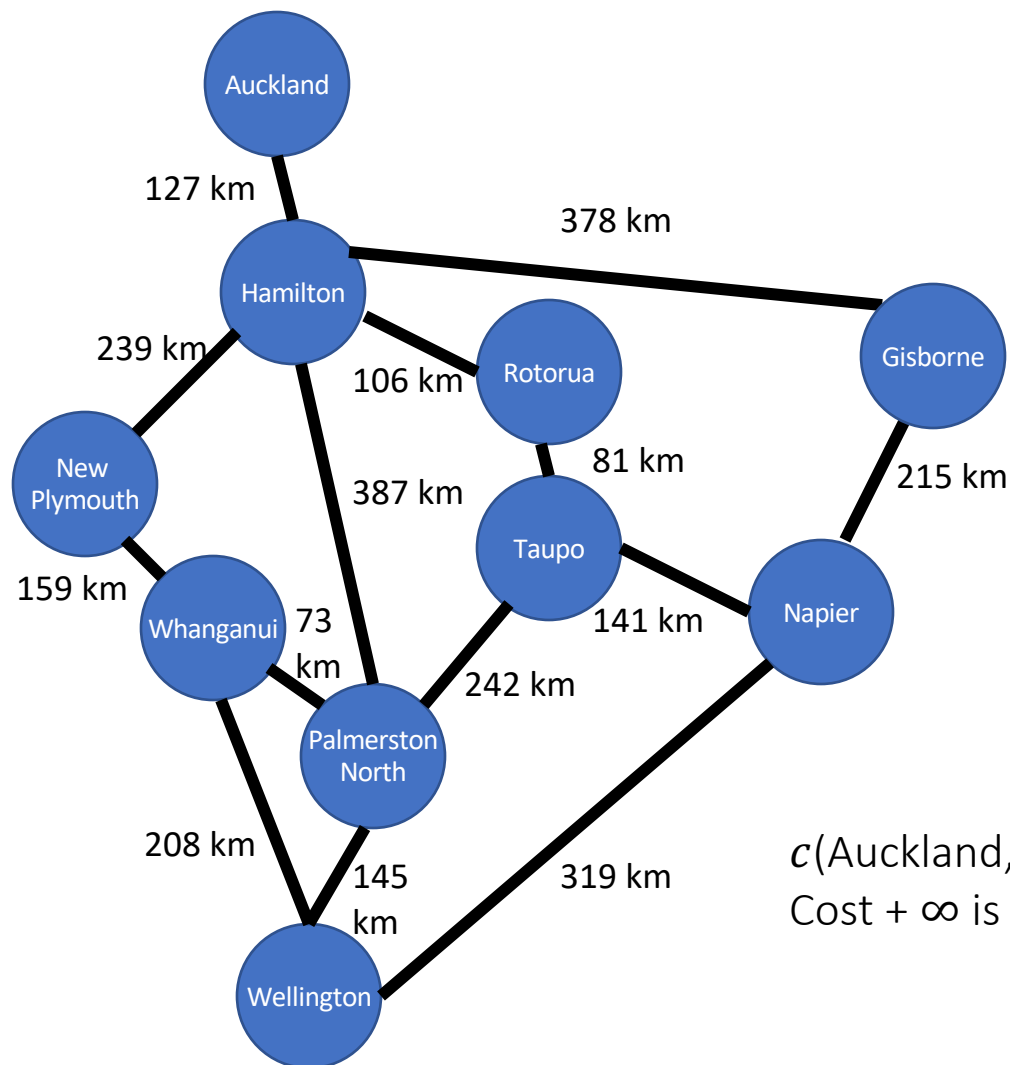 Auckland
127 km
378 km
Hamilton
239 km
106 km
Rotorua
Gisborne
New
Plymouth
387 km
81 km
215 km
Taupo
159 km
Whanganui
73
km
141 km
Napier
242 km
Palmerston
North
208 km
145
km
319 km
c(Auckland,
Cost + ∞ is
Wellington